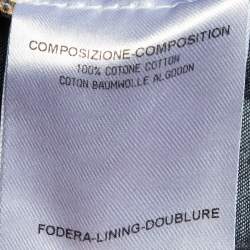 COMPOSIZIONE-COMPOSITION
100% COTONE COTTON
COTON BAUMWOLLE ALGODON
FODERA-LINING-DOUBLURE